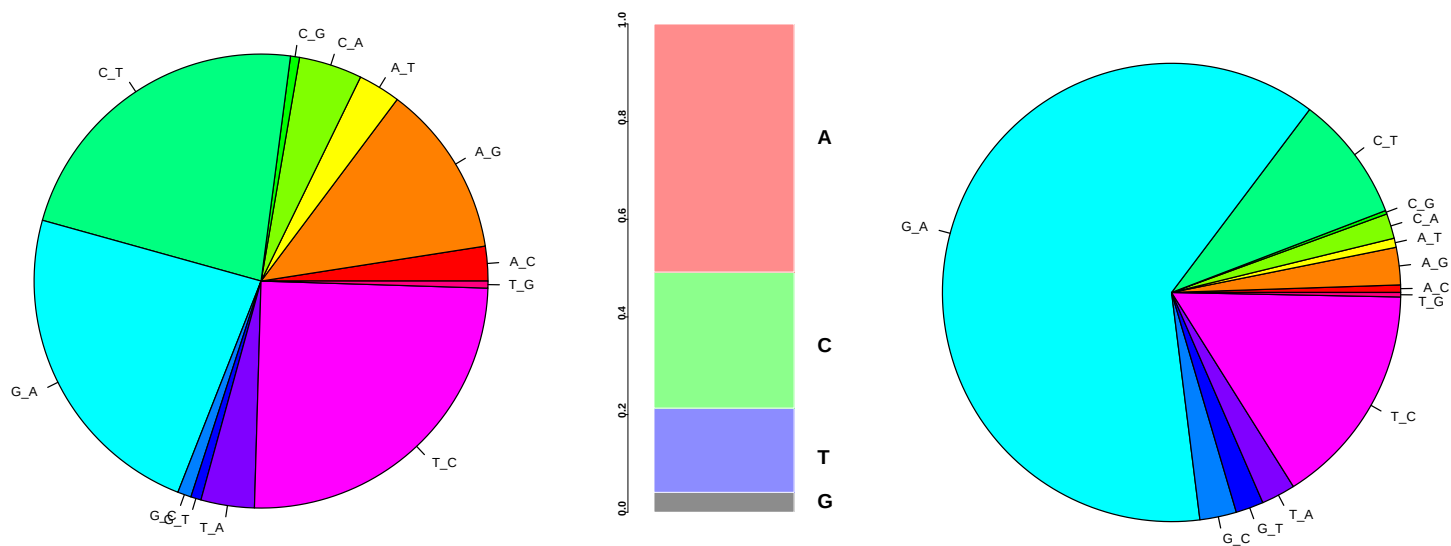 C_G
C_A
C_T
A_T
A_G
A_C
T_G
G_A
T_C
G_C
G_T
T_A
1.0
0.8
0.6
0.4
0.2
0.0
A
C
T
G
C_T
C_G
C_A
G_A
A_T
A_G
A_C
T_G
T_C
T_A
G_T
G_C